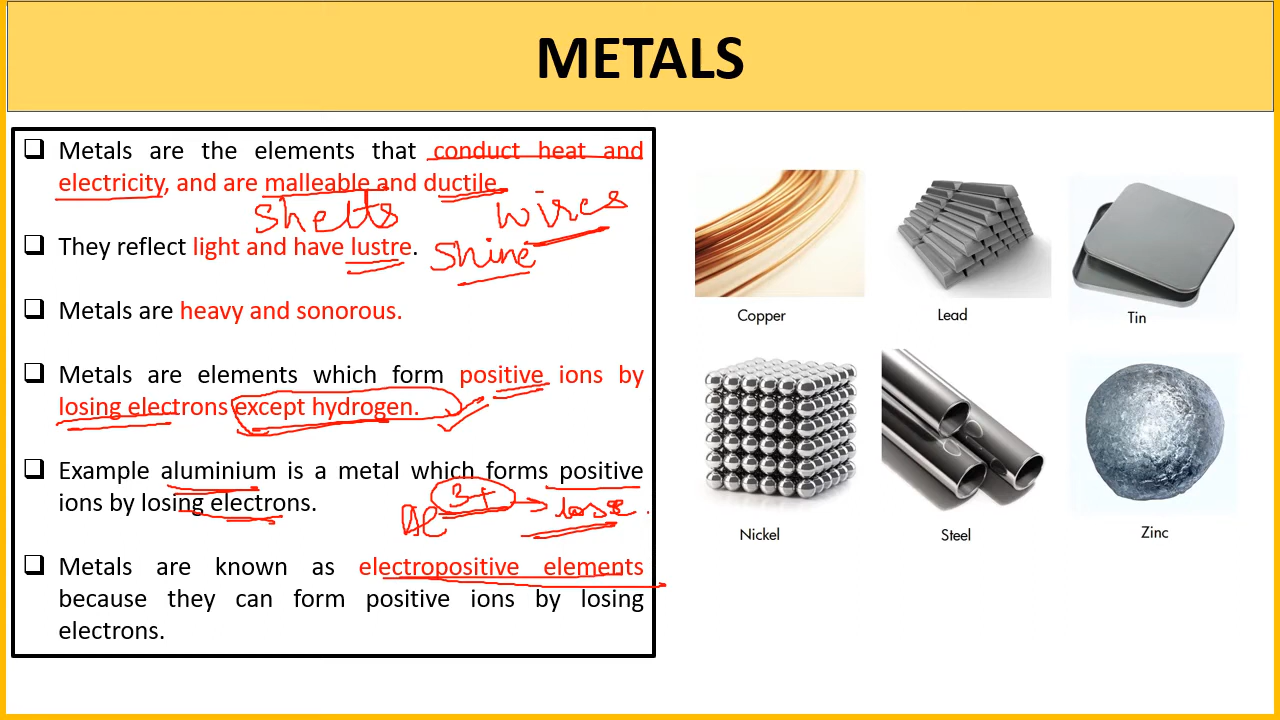 METALS
Metals are the elements that conduct heat and
electricity, and are malleable and ductile.
shelts wires
They reflect light and have lustre. shine
Metals are heavy and sonorous.
Metals are elements which form positive ions by
losing electrons except hydrogen.
Example aluminium is a metal which forms positive
ions by losing electrons.
Al 3+ → lose.
Metals are known as electropositive elements
because they can form positive ions by losing
electrons.
Copper
Lead
Tin
Nickel
Steel
Zinc